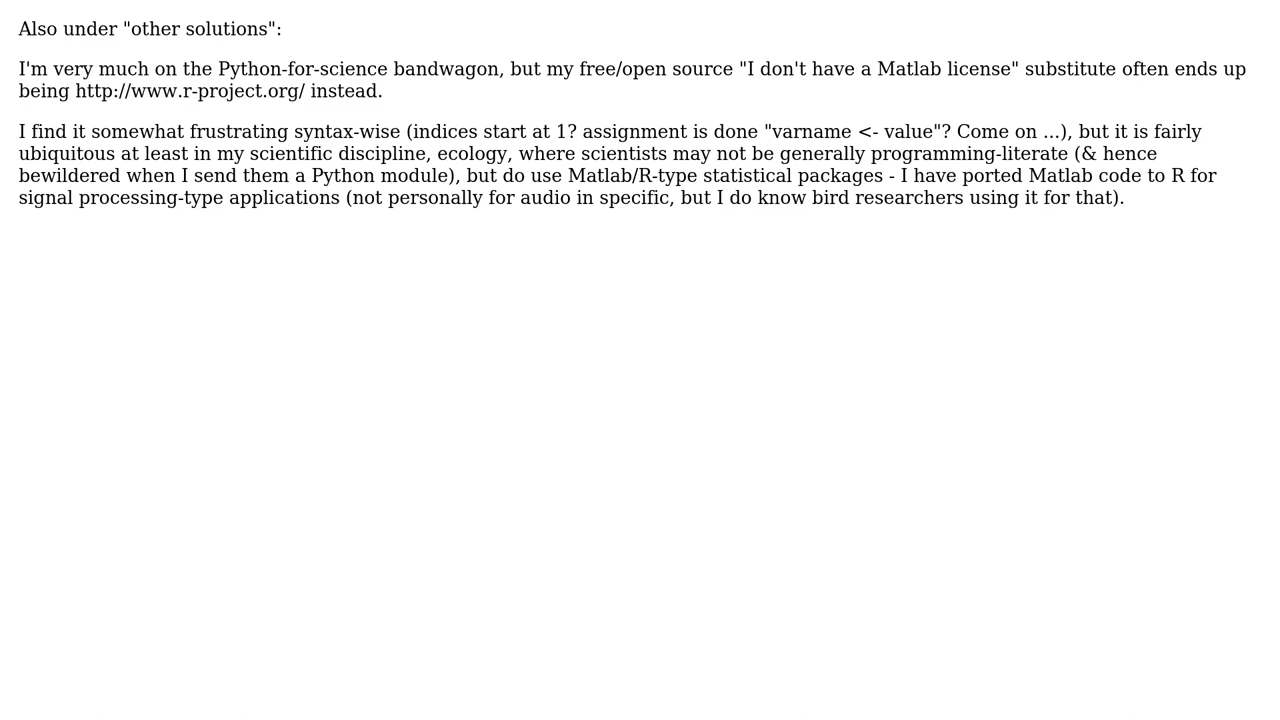 Also under "other solutions":
I'm very much on the Python-for-science bandwagon, but my free/open source "I don't have a Matlab license" substitute often ends up
being http://www.r-project.org/ instead.
I find it somewhat frustrating syntax-wise (indices start at 1? assignment is done "varname <- value"? Come on ...), but it is fairly
ubiquitous at least in my scientific discipline, ecology, where scientists may not be generally programming-literate (& hence
bewildered when I send them a Python module), but do use Matlab/R-type statistical packages - I have ported Matlab code to R for
signal processing-type applications (not personally for audio in specific, but I do know bird researchers using it for that).